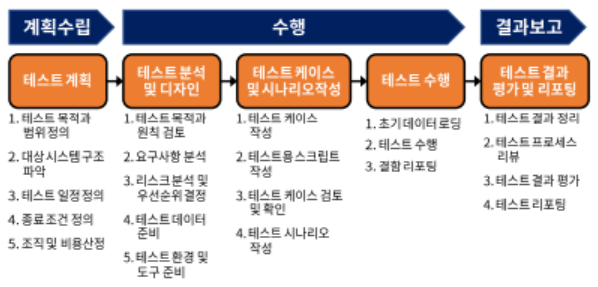 계획수립
수행
결과보고
테스트 계획
테스트 분석
및 디자인
테스트 케이스
및 시나리오작성
테스트 수행
테스트 결과
평가 및 리포팅
1. 테스트 목적과
범위 정의
2. 대상 시스템 구조
파악
3. 테스트 일정 정의
4. 종료 조건 정의
5. 조직 및 비용산정
1. 테스트 목적과
원칙 검토
2. 요구사항 분석
3. 리스크 분석 및
우선순위 결정
4. 테스트 데이터
준비
5. 테스트 환경 및
도구 준비
1. 테스트 케이스
작성
2. 테스트용 스크립트
작성
3. 테스트 케이스 검토
및 확인
4. 테스트 시나리오
작성
1. 초기 데이터 로딩
2. 테스트 수행
3. 결함 리포팅
1. 테스트 결과 정리
2. 테스트 프로세스
리뷰
3. 테스트 결과 평가
4. 테스트 리포팅